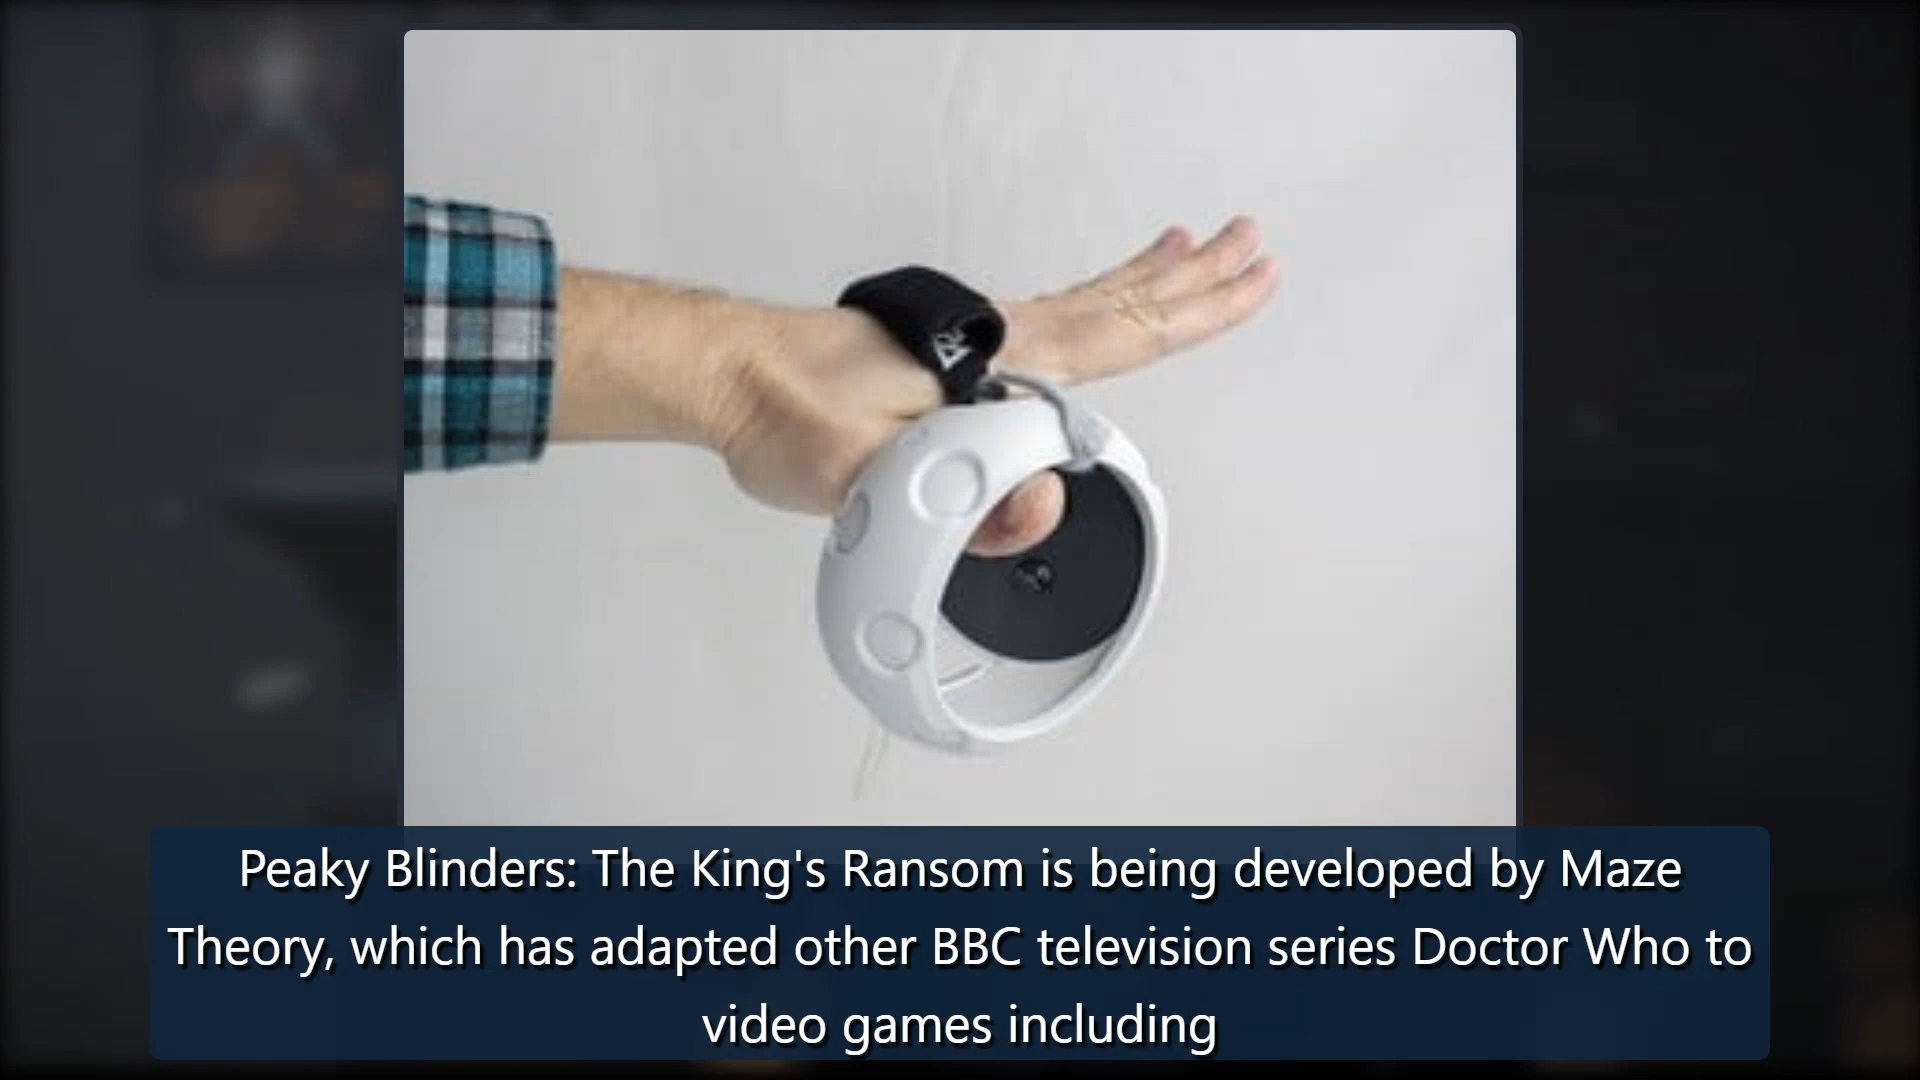 Peaky Blinders: The King's Ransom is being developed by Maze
Theory, which has adapted other BBC television series Doctor Who to
video games including